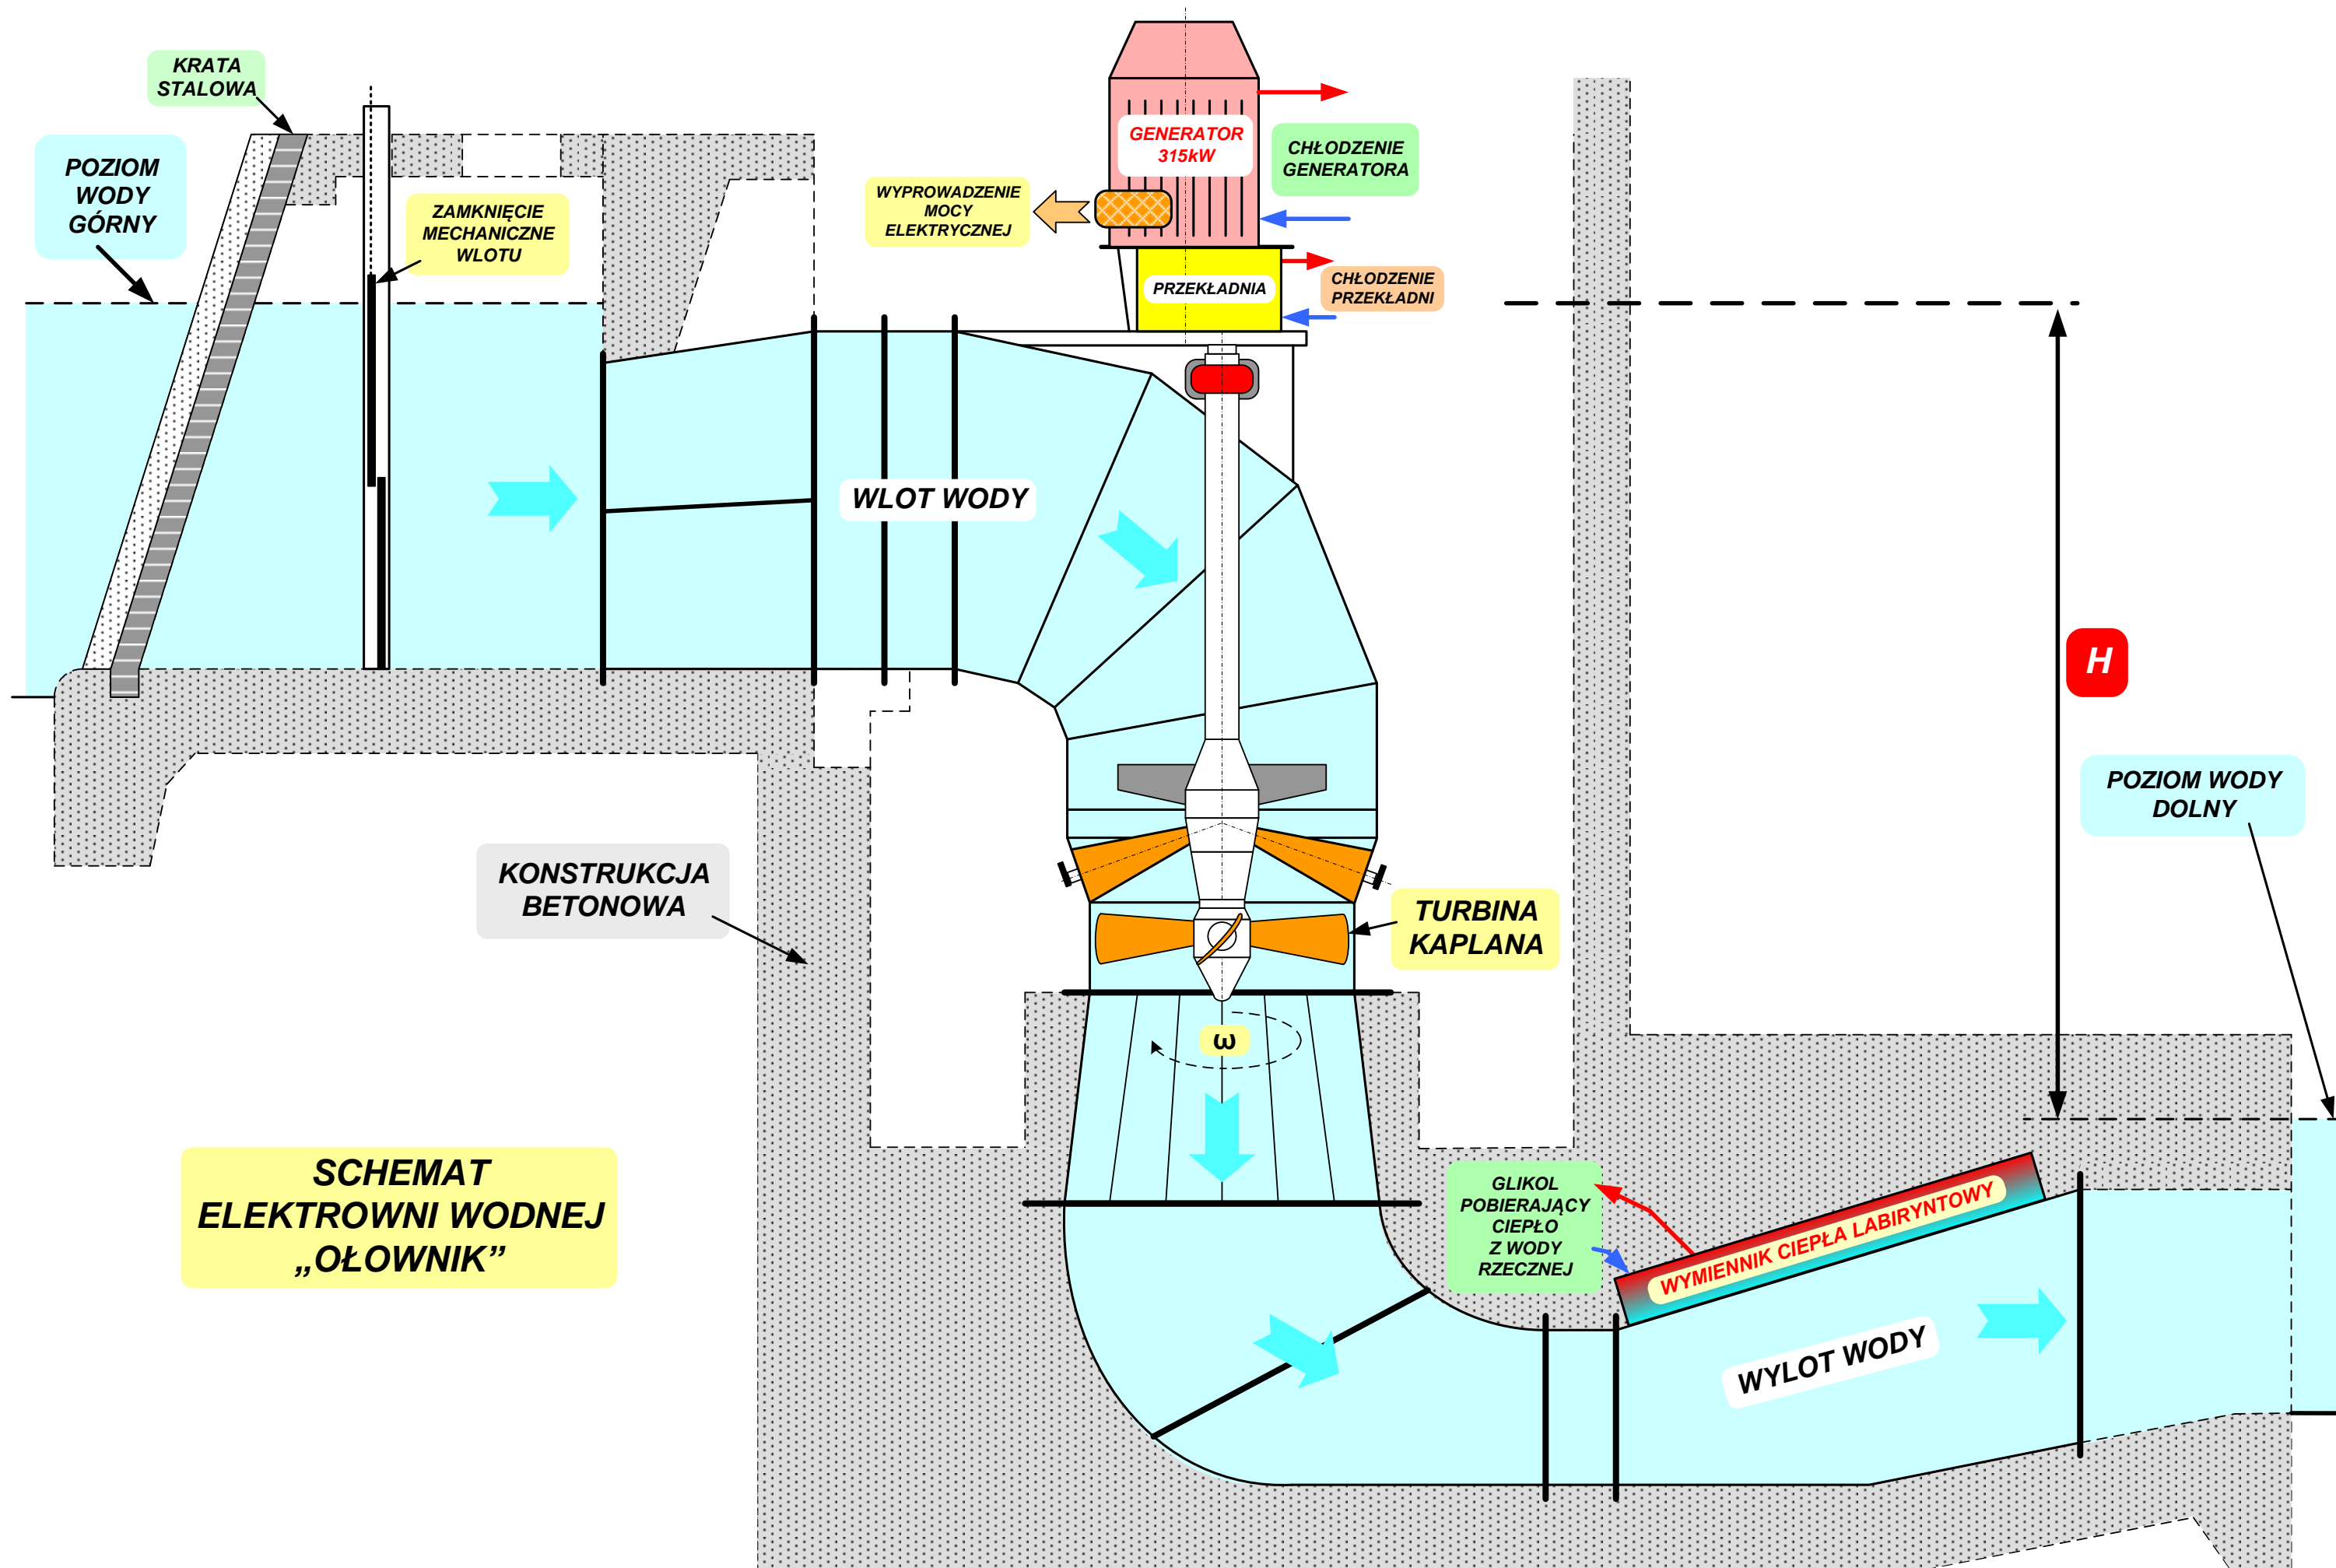 KRATA
STALOWA
POZIOM
WODY
GÓRNY
ZAMKNIĘCIE
MECHANICZNE
WLOTU
GENERATOR
315kW
CHŁODZENIE
GENERATORA
WYPROWADZENIE
MOCY
ELEKTRYCZNEJ
PRZEKŁADNIA
CHŁODZENIE
PRZEKŁADNI
WLOT WODY
H
POZIOM WODY
DOLNY
KONSTRUKCJA
BETONOWA
TURBINA
KAPLANA
ω
SCHEMAT
ELEKTROWNI WODNEJ
„OŁOWNIK”
GLIKOL
POBIERAJĄCY
CIEPŁO
Z WODY
RZECZNEJ
WYMIENNIK CIEPŁA LABIRYNTOWY
WYLOT WODY